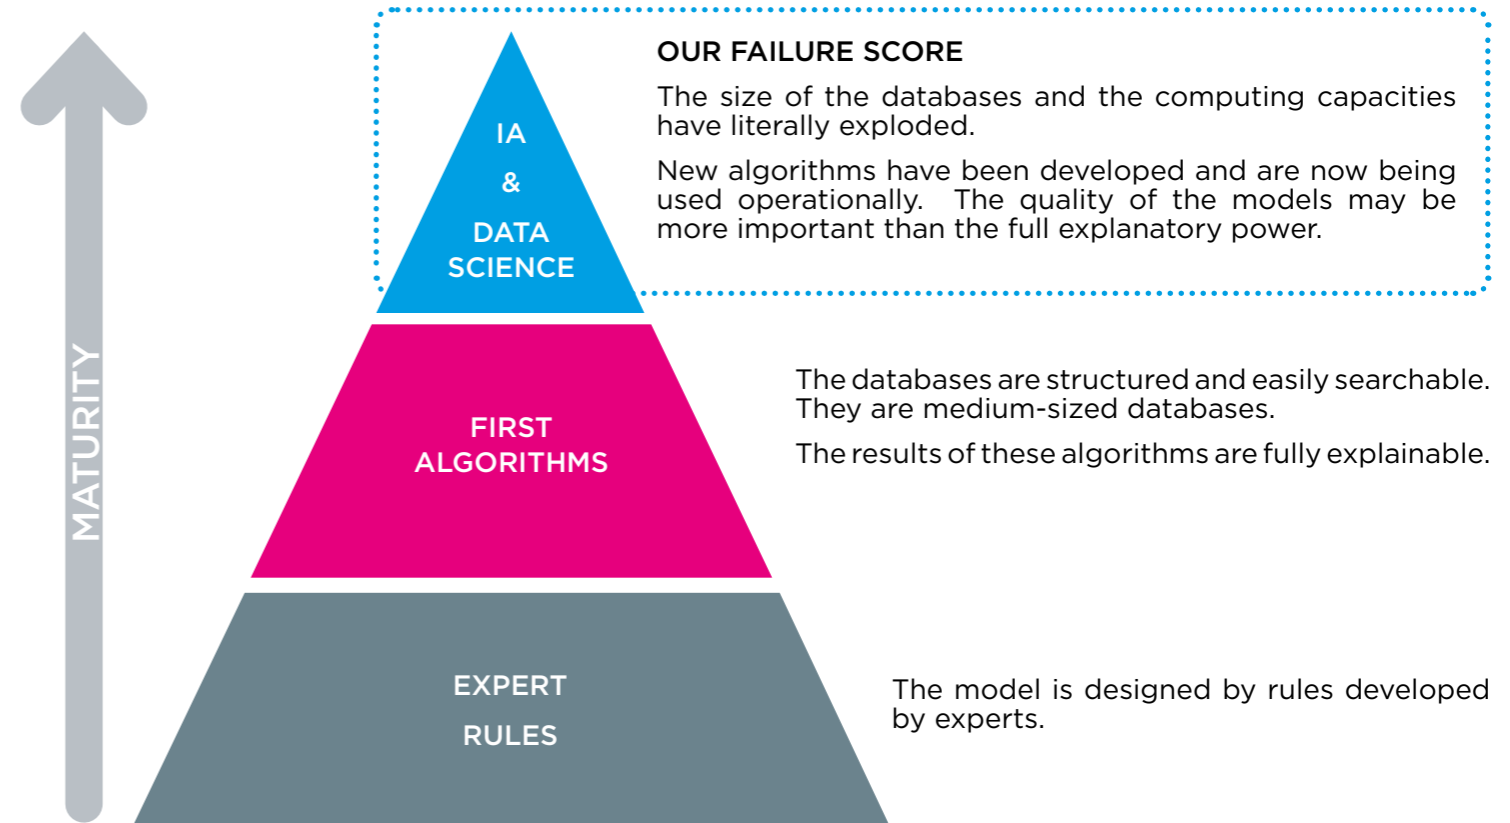 OUR FAILURE SCORE
The size of the databases and the computing capacities
have literally exploded.
New algorithms have been developed and are now being
used operationally. The quality of the models may be
more important than the full explanatory power.
IA
&
DATA
SCIENCE
The databases are structured and easily searchable.
They are medium-sized databases.
The results of these algorithms are fully explainable.
FIRST
ALGORITHMS
MATURITY
The model is designed by rules developed
by experts.
EXPERT
RULES